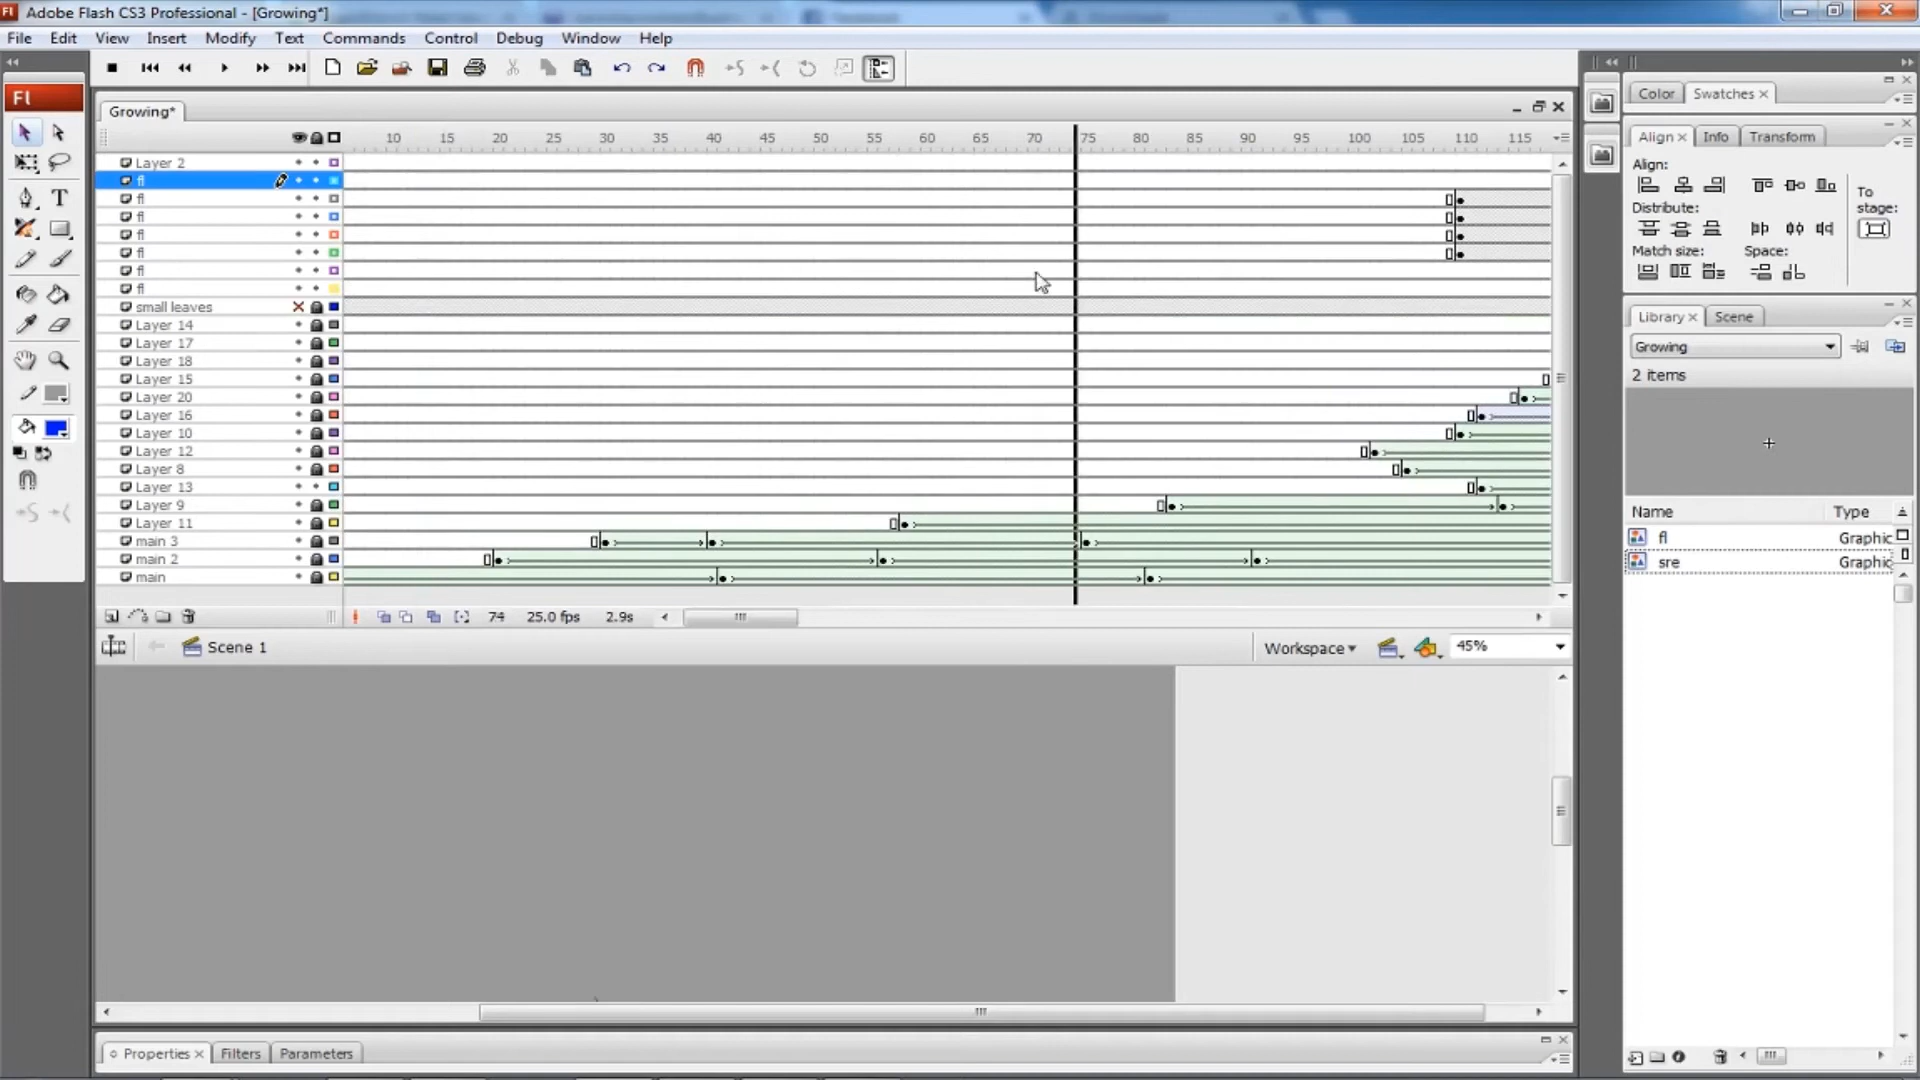 Fl Adobe Flash CS3 Professional - [Growing*]
File Edit View Insert Modify Text Commands Control Debug Window Help
Fl
Growing*
10 15 20 25 30 35 40 45 50 55 60 65 70 75 80 85 90 95 100 105 110 115
Layer 2
fl
fl
fl
fl
fl
fl
fl
small leaves
Layer 14
Layer 17
Layer 18
Layer 15
Layer 20
Layer 16
Layer 10
Layer 12
Layer 8
Layer 13
Layer 9
Layer 11
main 3
main 2
main
74 25.0 fps 2.9s
Scene 1
Workspace
45%
Properties × Filters Parameters
Color Swatches ×
Align × Info Transform
Align:
To
stage:
Distribute:
Match size: Space:
Library × Scene
Growing
2 items
Name Type
fl Graphic
sre Graphic